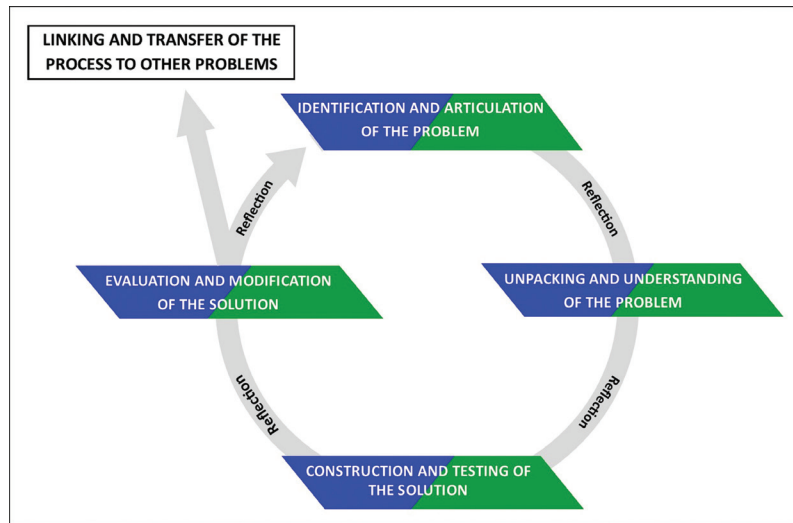 LINKING AND TRANSFER OF THE
PROCESS TO OTHER PROBLEMS
IDENTIFICATION AND ARTICULATION
OF THE PROBLEM
Reflection
Reflection
EVALUATION AND MODIFICATION
OF THE SOLUTION
UNPACKING AND UNDERSTANDING
OF THE PROBLEM
Reflection
Reflection
CONSTRUCTION AND TESTING OF
THE SOLUTION